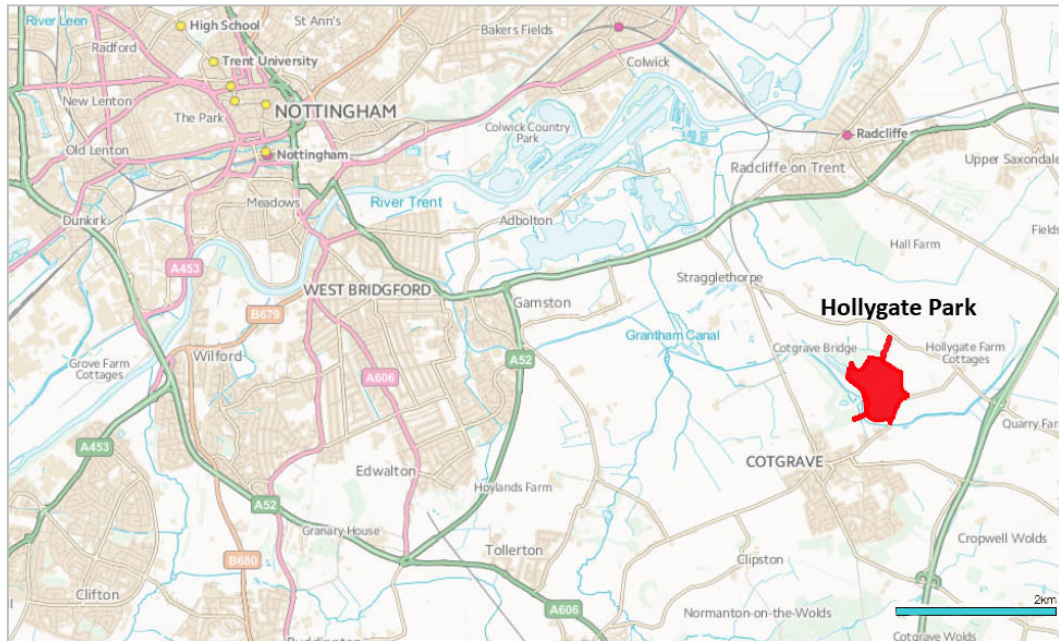 River Leen
High School
St Ann's
Bakers Fields
Radford
Trent University
Colwick
New Lenton
The Park
NOTTINGHAM
Colwick Country
Park
Radcliffe
Old Lenton
Nottingham
Radcliffe on Trent
Upper Saxondale
Meadows
River Trent
Dunkirk
Adbolton
Hall Farm
Fields
A453
Stragglethorpe
WEST BRIDGFORD
Gamston
Hollygate Park
B679
Grantham Canal
Cotgrave Bridge
Hollygate Farm
Cottages
Wilford
A52
Grove Farm
Cottages
A606
Quarry Farm
A453
Edwalton
COTGRAVE
Hoylands Farm
A52
Granary House
Cropwell Wolds
Tollerton
B680
Clipston
Clifton
A606
Normanton-on-the-Wolds
2km
Cotgrave Wolds